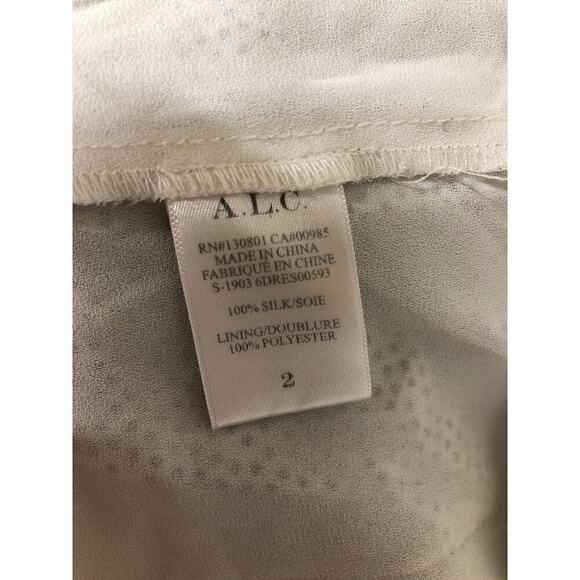 A.L.C.
RN#130801 CA#00985
MADE IN CHINA
FABRIQUÉ EN CHINE
S-1903 6DRES00593
100% SILK/SOIE
LINING/DOUBLURE
100% POLYESTER
2